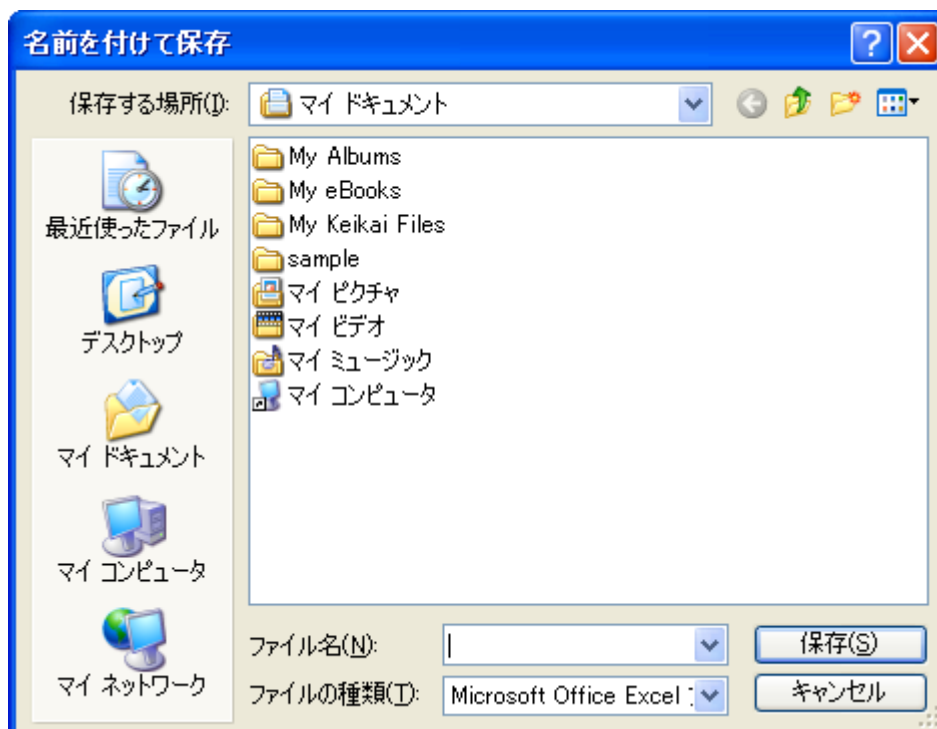 名前を付けて保存
保存する場所(I):
マイ ドキュメント
最近使ったファイル
デスクトップ
マイ ドキュメント
マイ コンピュータ
マイ ネットワーク
My Albums
My eBooks
My Keikai Files
sample
マイ ピクチャ
マイ ビデオ
マイ ミュージック
マイ コンピュータ
ファイル名(N):
保存(S)
ファイルの種類(T):
Microsoft Office Excel
キャンセル